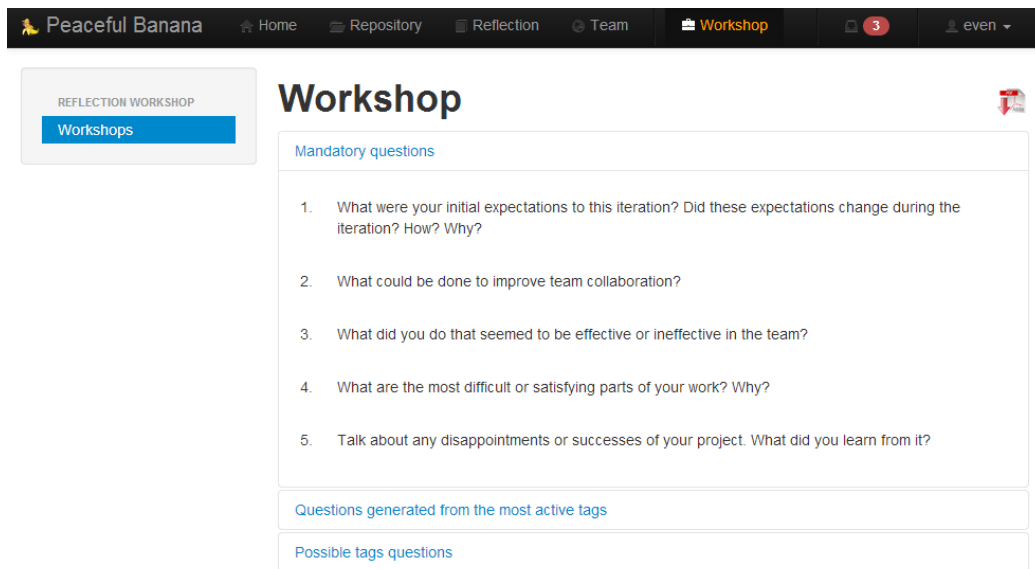 Peaceful Banana Home Repository Reflection Team Workshop 3 even
REFLECTION WORKSHOP
Workshops
Workshop
Mandatory questions
1. What were your initial expectations to this iteration? Did these expectations change during the
iteration? How? Why?
2. What could be done to improve team collaboration?
3. What did you do that seemed to be effective or ineffective in the team?
4. What are the most difficult or satisfying parts of your work? Why?
5. Talk about any disappointments or successes of your project. What did you learn from it?
Questions generated from the most active tags
Possible tags questions